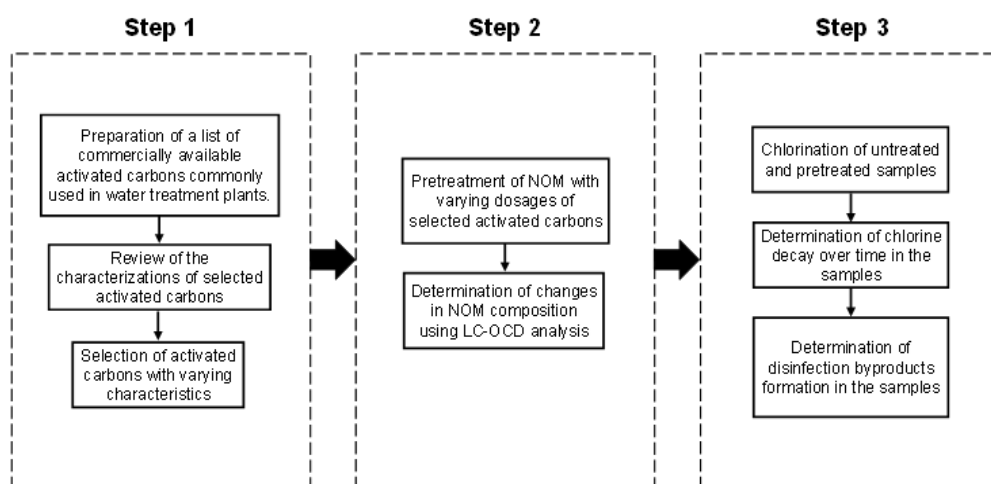 Step 1
Preparation of a list of
commercially available
activated carbons commonly
used in water treatment plants.
Review of the
characterizations of selected
activated carbons
Selection of activated
carbons with varying
characteristics
Step 2
Pretreatment of NOM with
varying dosages of
selected activated carbons
Determination of changes
in NOM composition
using LC-OCD analysis
Step 3
Chlorination of untreated
and pretreated samples
Determination of chlorine
decay over time in the
samples
Determination of
disinfection byproducts
formation in the samples